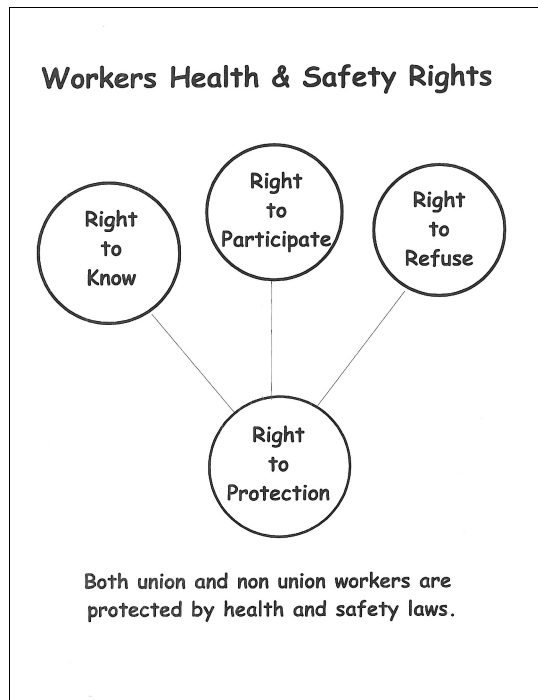 Workers Health & Safety Rights
Right
to
Know
Right
to
Participate
Right
to
Refuse
Right
to
Protection
Both union and non union workers are
protected by health and safety laws.